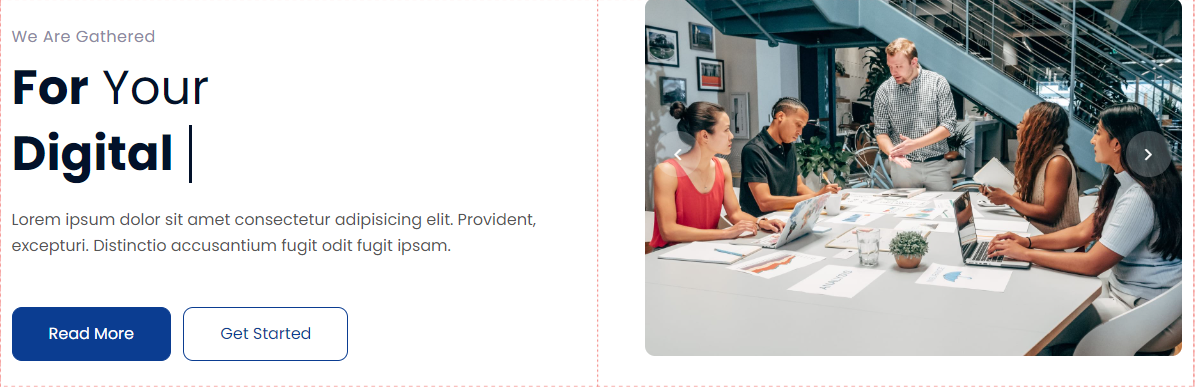 We Are Gathered
For Your
Digital
Lorem ipsum dolor sit amet consectetur adipisicing elit. Provident,
excepturi. Distinctio accusantium fugit odit fugit ipsam.
Read More
Get Started
ANALYSIS